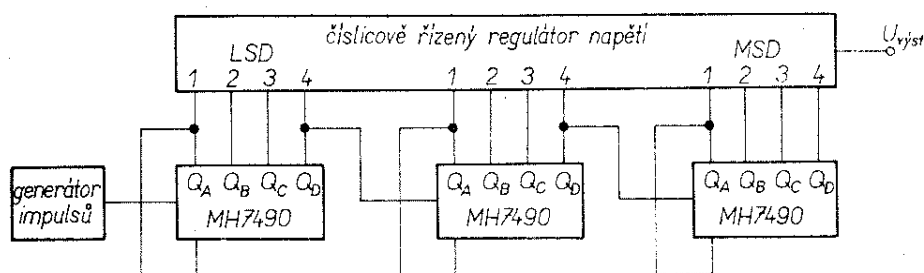 číslicově řízený regulátor napětí
LSD
MSD
U výst
1 2 3 4
1 2 3 4
1 2 3 4
generátor
impulsů
Q_A Q_B Q_C Q_D
MH7490
Q_A Q_B Q_C Q_D
MH7490
Q_A Q_B Q_C Q_D
MH7490